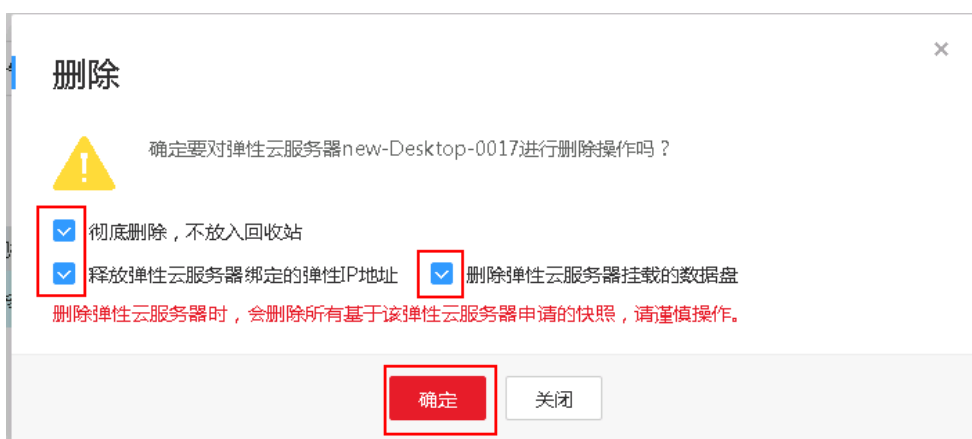 删除
确定要对弹性云服务器new-Desktop-0017进行删除操作吗？
彻底删除，不放入回收站
释放弹性云服务器绑定的弹性IP地址 删除弹性云服务器挂载的数据盘
删除弹性云服务器时，会删除所有基于该弹性云服务器申请的快照，请谨慎操作。
确定 关闭